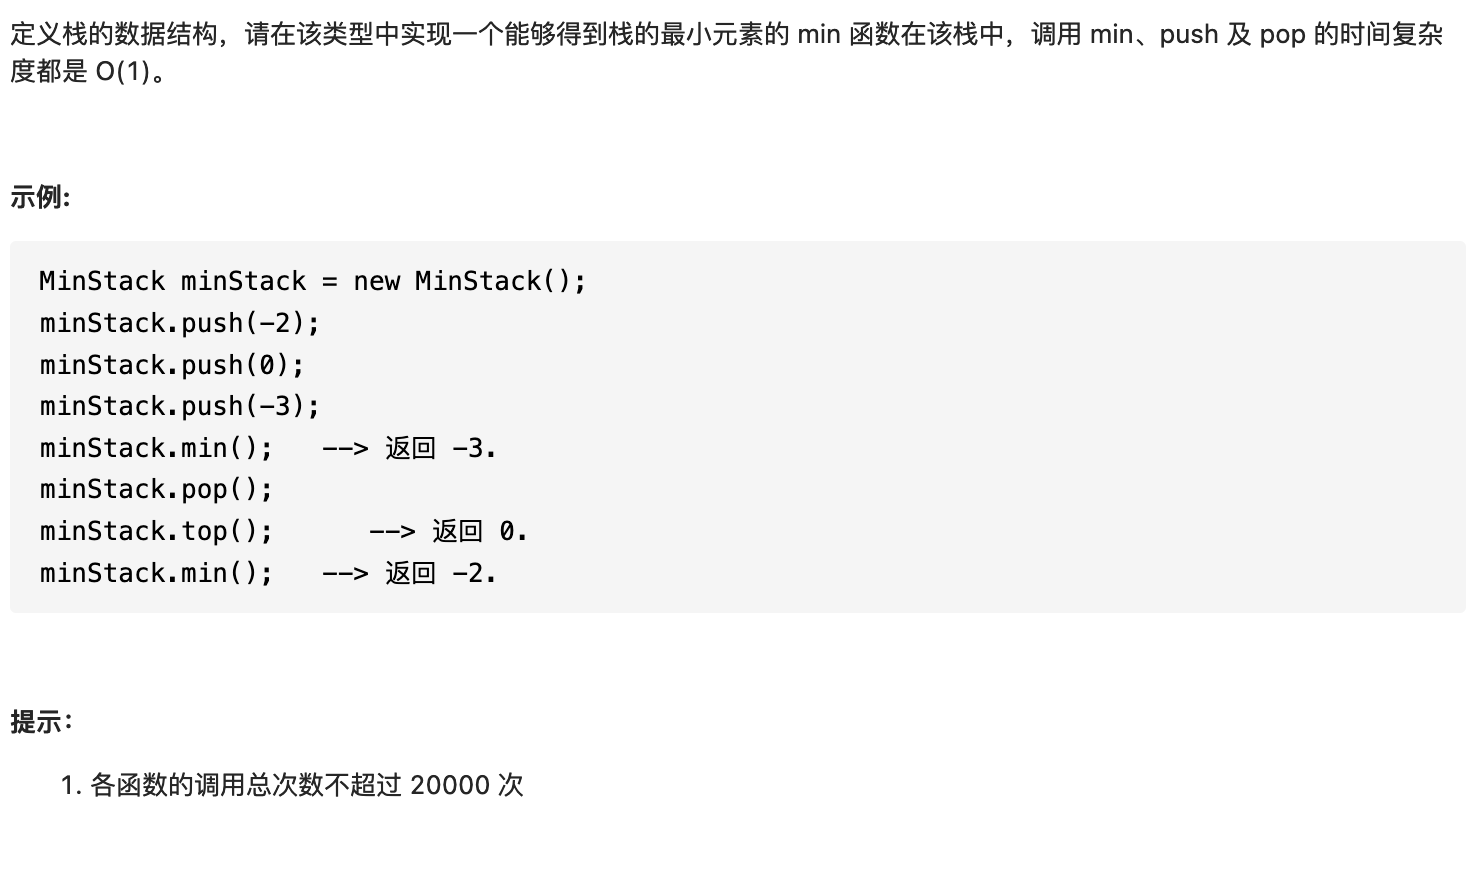 定义栈的数据结构，请在该类型中实现一个能够得到栈的最小元素的 min 函数在该栈中，调用 min、push 及 pop 的时间复杂
度都是 O(1)。
示例:
MinStack minStack = new MinStack();
minStack.push(-2);
minStack.push(0);
minStack.push(-3);
minStack.min();   --> 返回 -3.
minStack.pop();
minStack.top();      --> 返回 0.
minStack.min();   --> 返回 -2.
提示：
1. 各函数的调用总次数不超过 20000 次